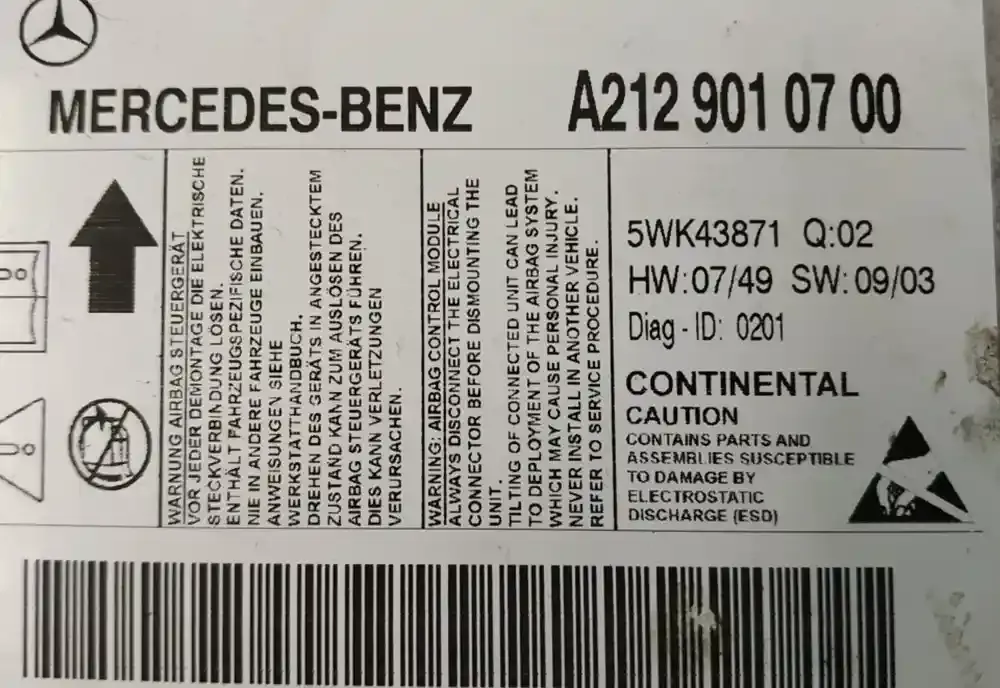 MERCEDES-BENZ
A212 901 07 00
WARNUNG AIRBAG STEUERGERÄT
VOR JEDER DEMONTAGE DIE ELEKTRISCHE
STECKVERBINDUNG LÖSEN.
ENTHÄLT FAHRZEUGSPEZIFISCHE DATEN.
NIE IN ANDERE FAHRZEUGE EINBAUEN.
ANWEISUNGEN SIEHE
WERKSTATTHANDBUCH.
DREHEN DES GERÄTS IN ANGESTECKTEM
ZUSTAND KANN ZUM AUSLÖSEN DES
AIRBAG STEUERGERÄTS FÜHREN.
DIES KANN VERLETZUNGEN
VERURSACHEN.
WARNING: AIRBAG CONTROL MODULE
ALWAYS DISCONNECT THE ELECTRICAL
CONNECTOR BEFORE DISMOUNTING THE
UNIT.
TILTING OF CONNECTED UNIT CAN LEAD
TO DEPLOYMENT OF THE AIRBAG SYSTEM
WHICH MAY CAUSE PERSONAL INJURY.
NEVER INSTALL IN ANOTHER VEHICLE.
REFER TO SERVICE PROCEDURE.
5WK43871 Q:02
HW:07/49 SW:09/03
Diag - ID: 0201
CONTINENTAL
CAUTION
CONTAINS PARTS AND
ASSEMBLIES SUSCEPTIBLE
TO DAMAGE BY
ELECTROSTATIC
DISCHARGE (ESD)